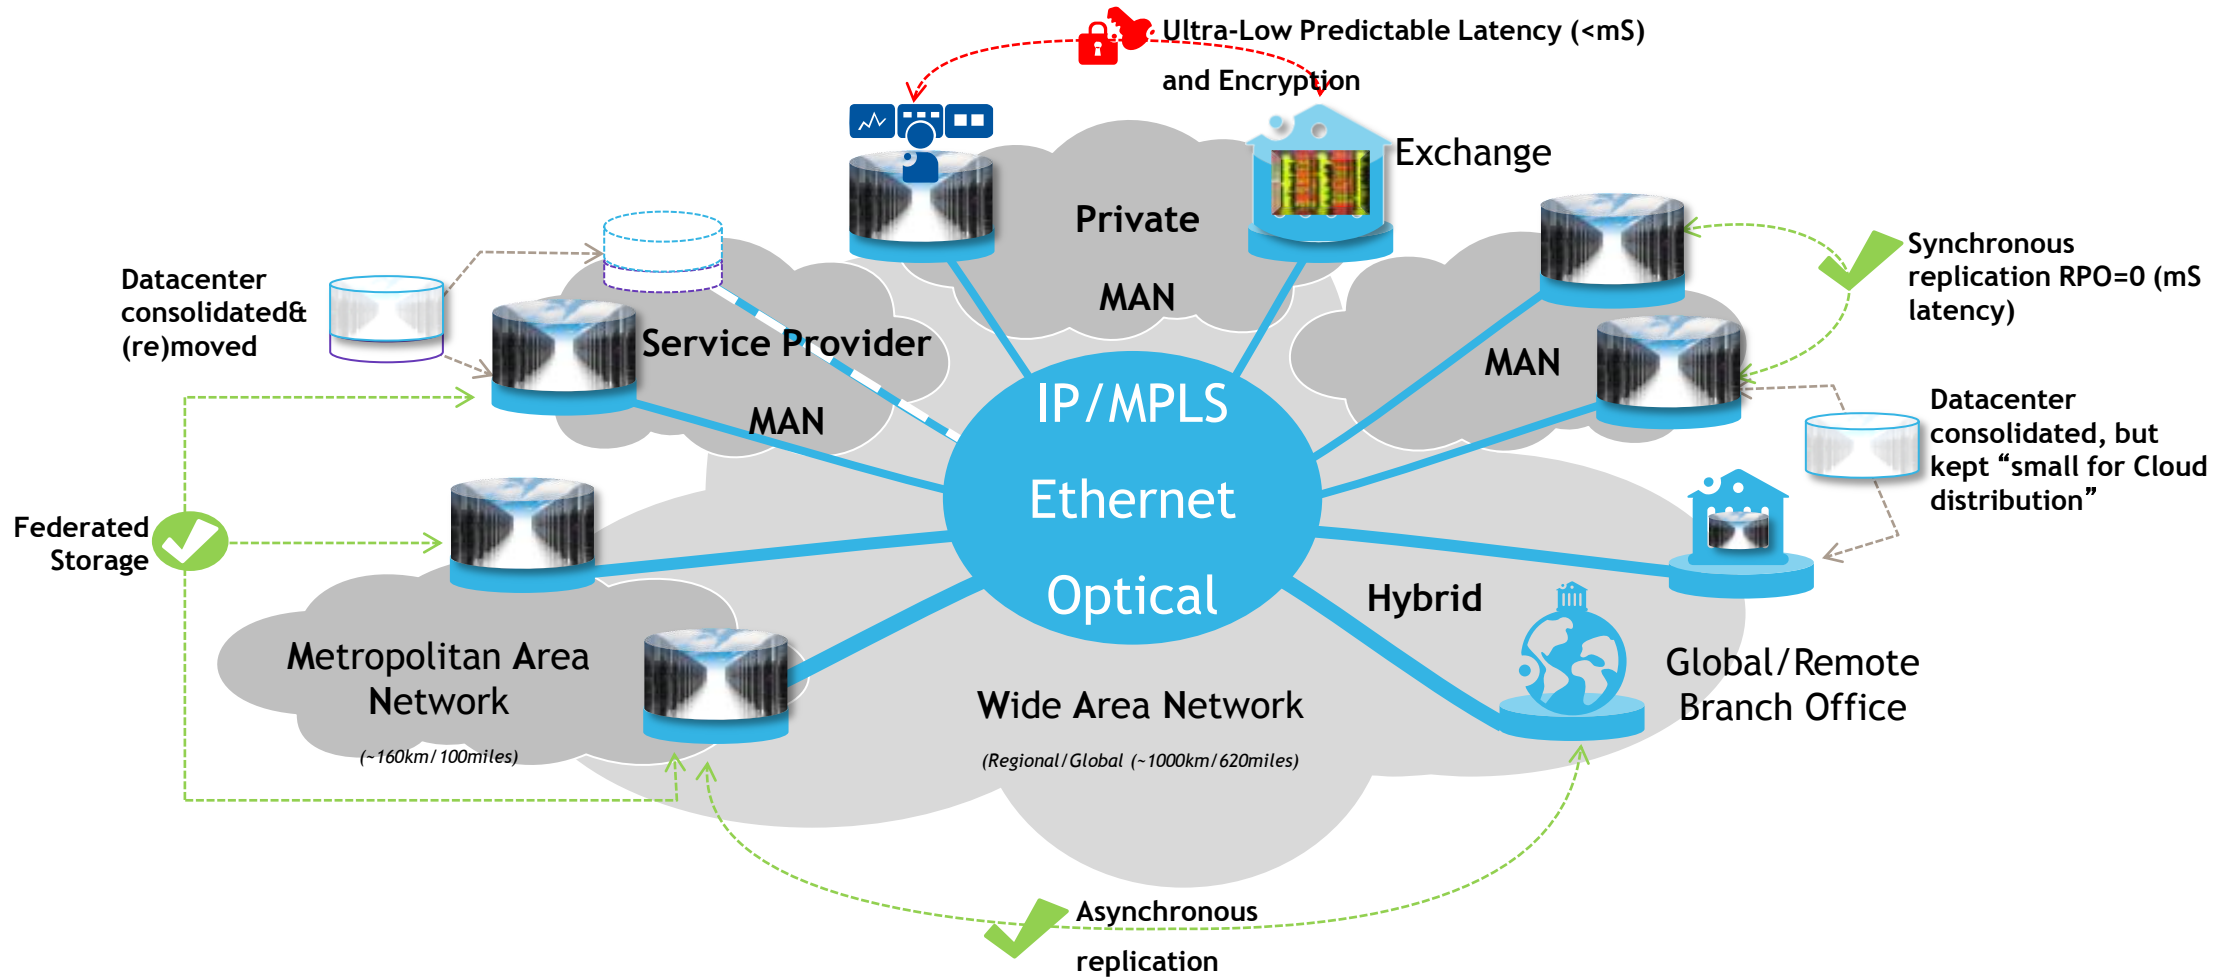 Ultra-Low Predictable Latency (<mS)
and Encryption
Exchange
Private
MAN
Synchronous
replication RPO=0 (mS
latency)
Datacenter
consolidated&
(re)moved
Service Provider
MAN
MAN
IP/MPLS
Ethernet
Optical
Datacenter
consolidated, but
kept “small for Cloud
distribution”
Federated
Storage
Hybrid
Metropolitan Area
Network
(~160km/100miles)
Wide Area Network
(Regional/Global (~1000km/620miles)
Global/Remote
Branch Office
Asynchronous
replication